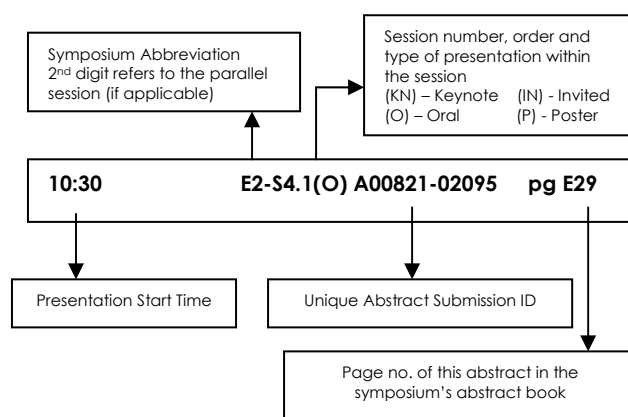 Symposium Abbreviation
2nd digit refers to the parallel
session (if applicable)
Session number, order and
type of presentation within
the session
(KN) – Keynote (IN) - Invited
(O) – Oral (P) - Poster
10:30 E2-S4.1(O) A00821-02095 pg E29
Presentation Start Time
Unique Abstract Submission ID
Page no. of this abstract in the
symposium's abstract book